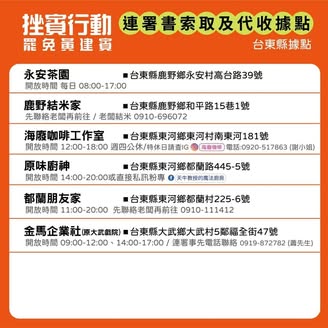 挫賓行動
罷免黃建賓
連署書索取及代收據點
台東縣據點
永安茶園 ■台東縣鹿野鄉永安村高台路39號
開放時間 每日 08:00-17:00
鹿野結米家 ■台東縣鹿野鄉和平路15巷1號
先聯絡老闆再前往 / 老闆結米 0910-696072
海廢咖啡工作室 ■台東縣東河鄉東河村南東河181號
開放時間 12:00-18:00 週四公休/特休日請查IG 海廢咖啡 電話:0920-517863 (謝小姐)
原味廚神 ■台東縣東河鄉都蘭路445-5號
開放時間 14:00-20:00或直接私訊粉專 天牛教授的魔法廚房
都蘭朋友家 ■台東縣東河鄉都蘭村225-6號
開放時間 11:00-20:00 先聯絡老闆再前往 0910-111412
金馬企業社(原大武戲院) ■台東縣大武鄉大武村5鄰福全街47號
開放時間 09:00-12:00、14:00-17:00 / 連署事先電話聯絡 0919-872782 (蕭先生)